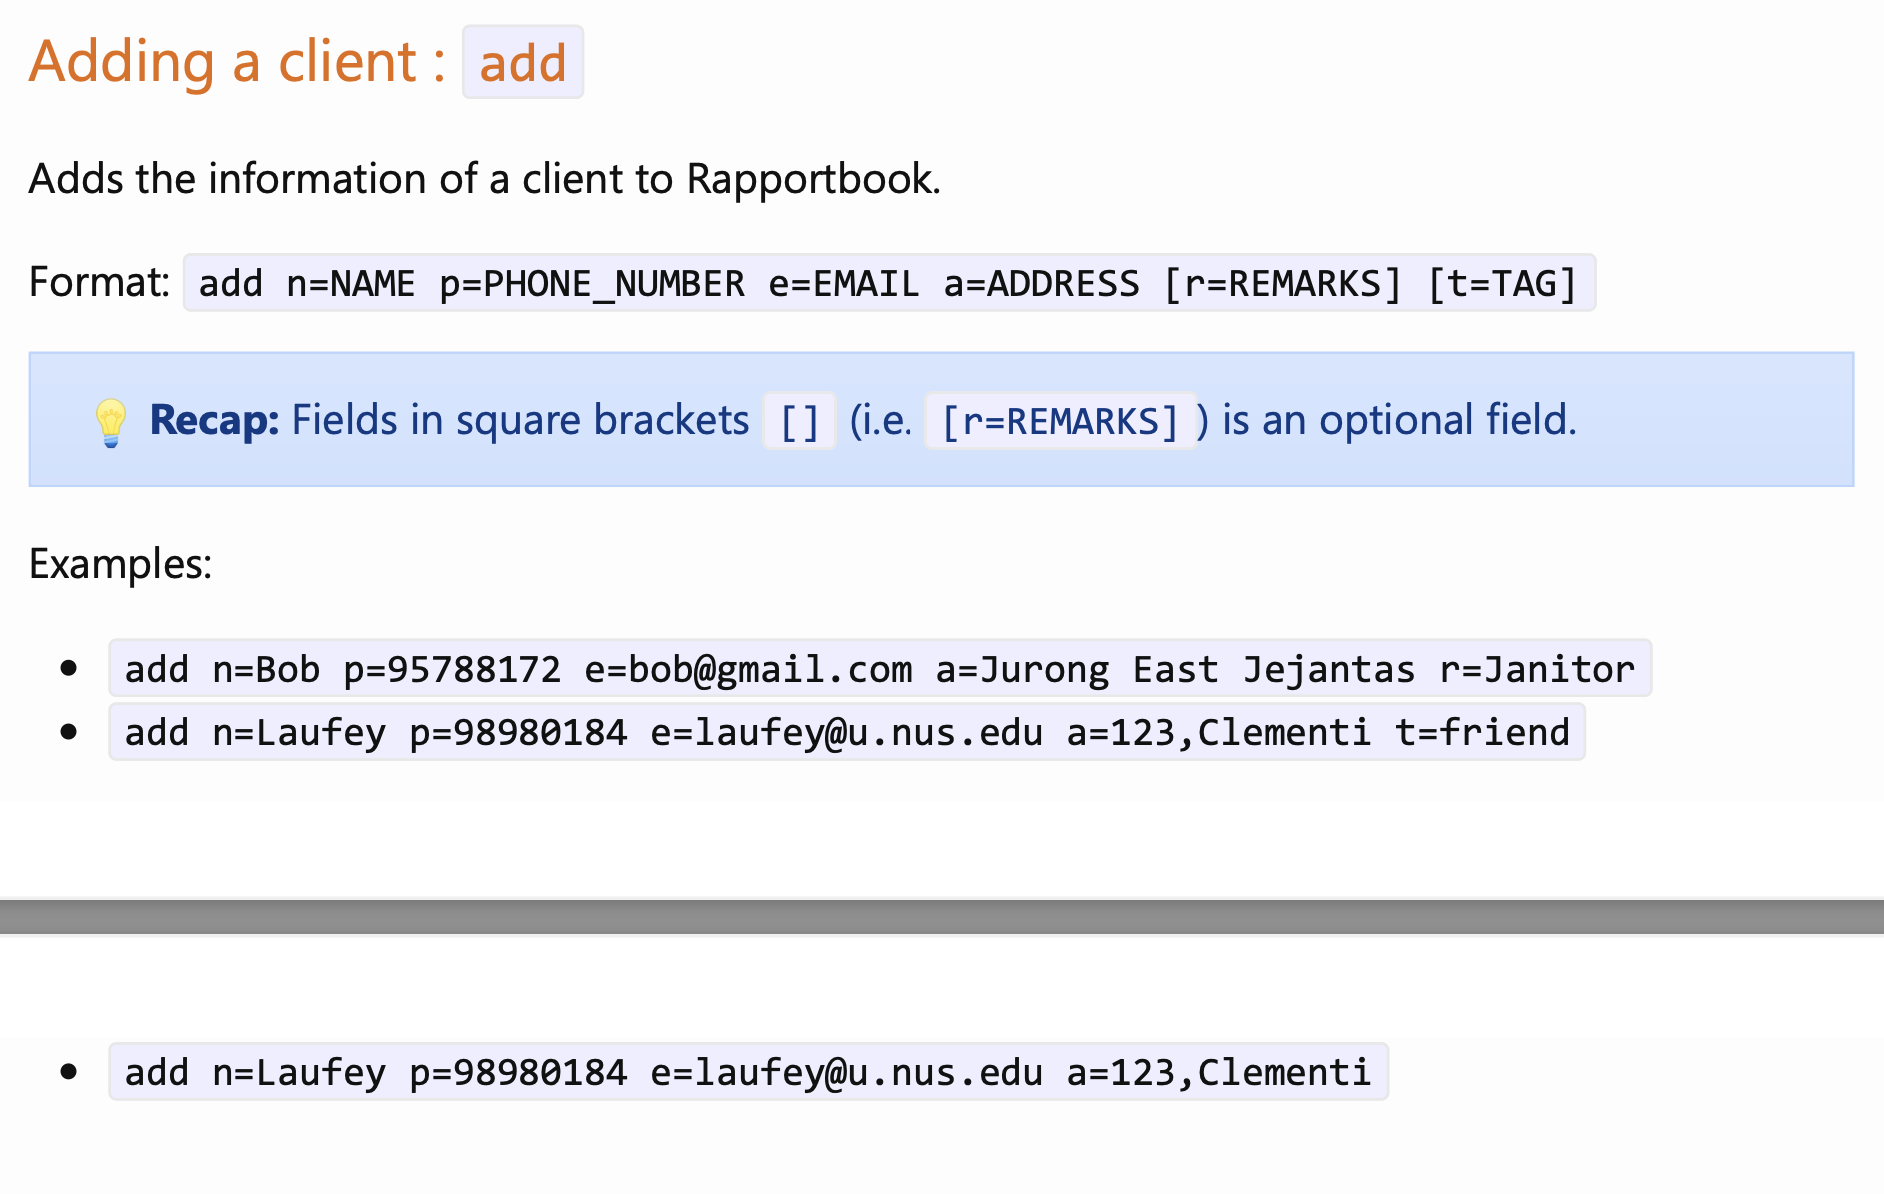 Adding a client : add
Adds the information of a client to Rapportbook.
Format: add n=NAME p=PHONE_NUMBER e=EMAIL a=ADDRESS [r=REMARKS] [t=TAG]
Recap: Fields in square brackets [] (i.e. [r=REMARKS]) is an optional field.
Examples:
add n=Bob p=95788172 e=bob@gmail.com a=Jurong East Jejantas r=Janitor
add n=Laufey p=98980184 e=laufey@u.nus.edu a=123,Clementi t=friend
add n=Laufey p=98980184 e=laufey@u.nus.edu a=123,Clementi